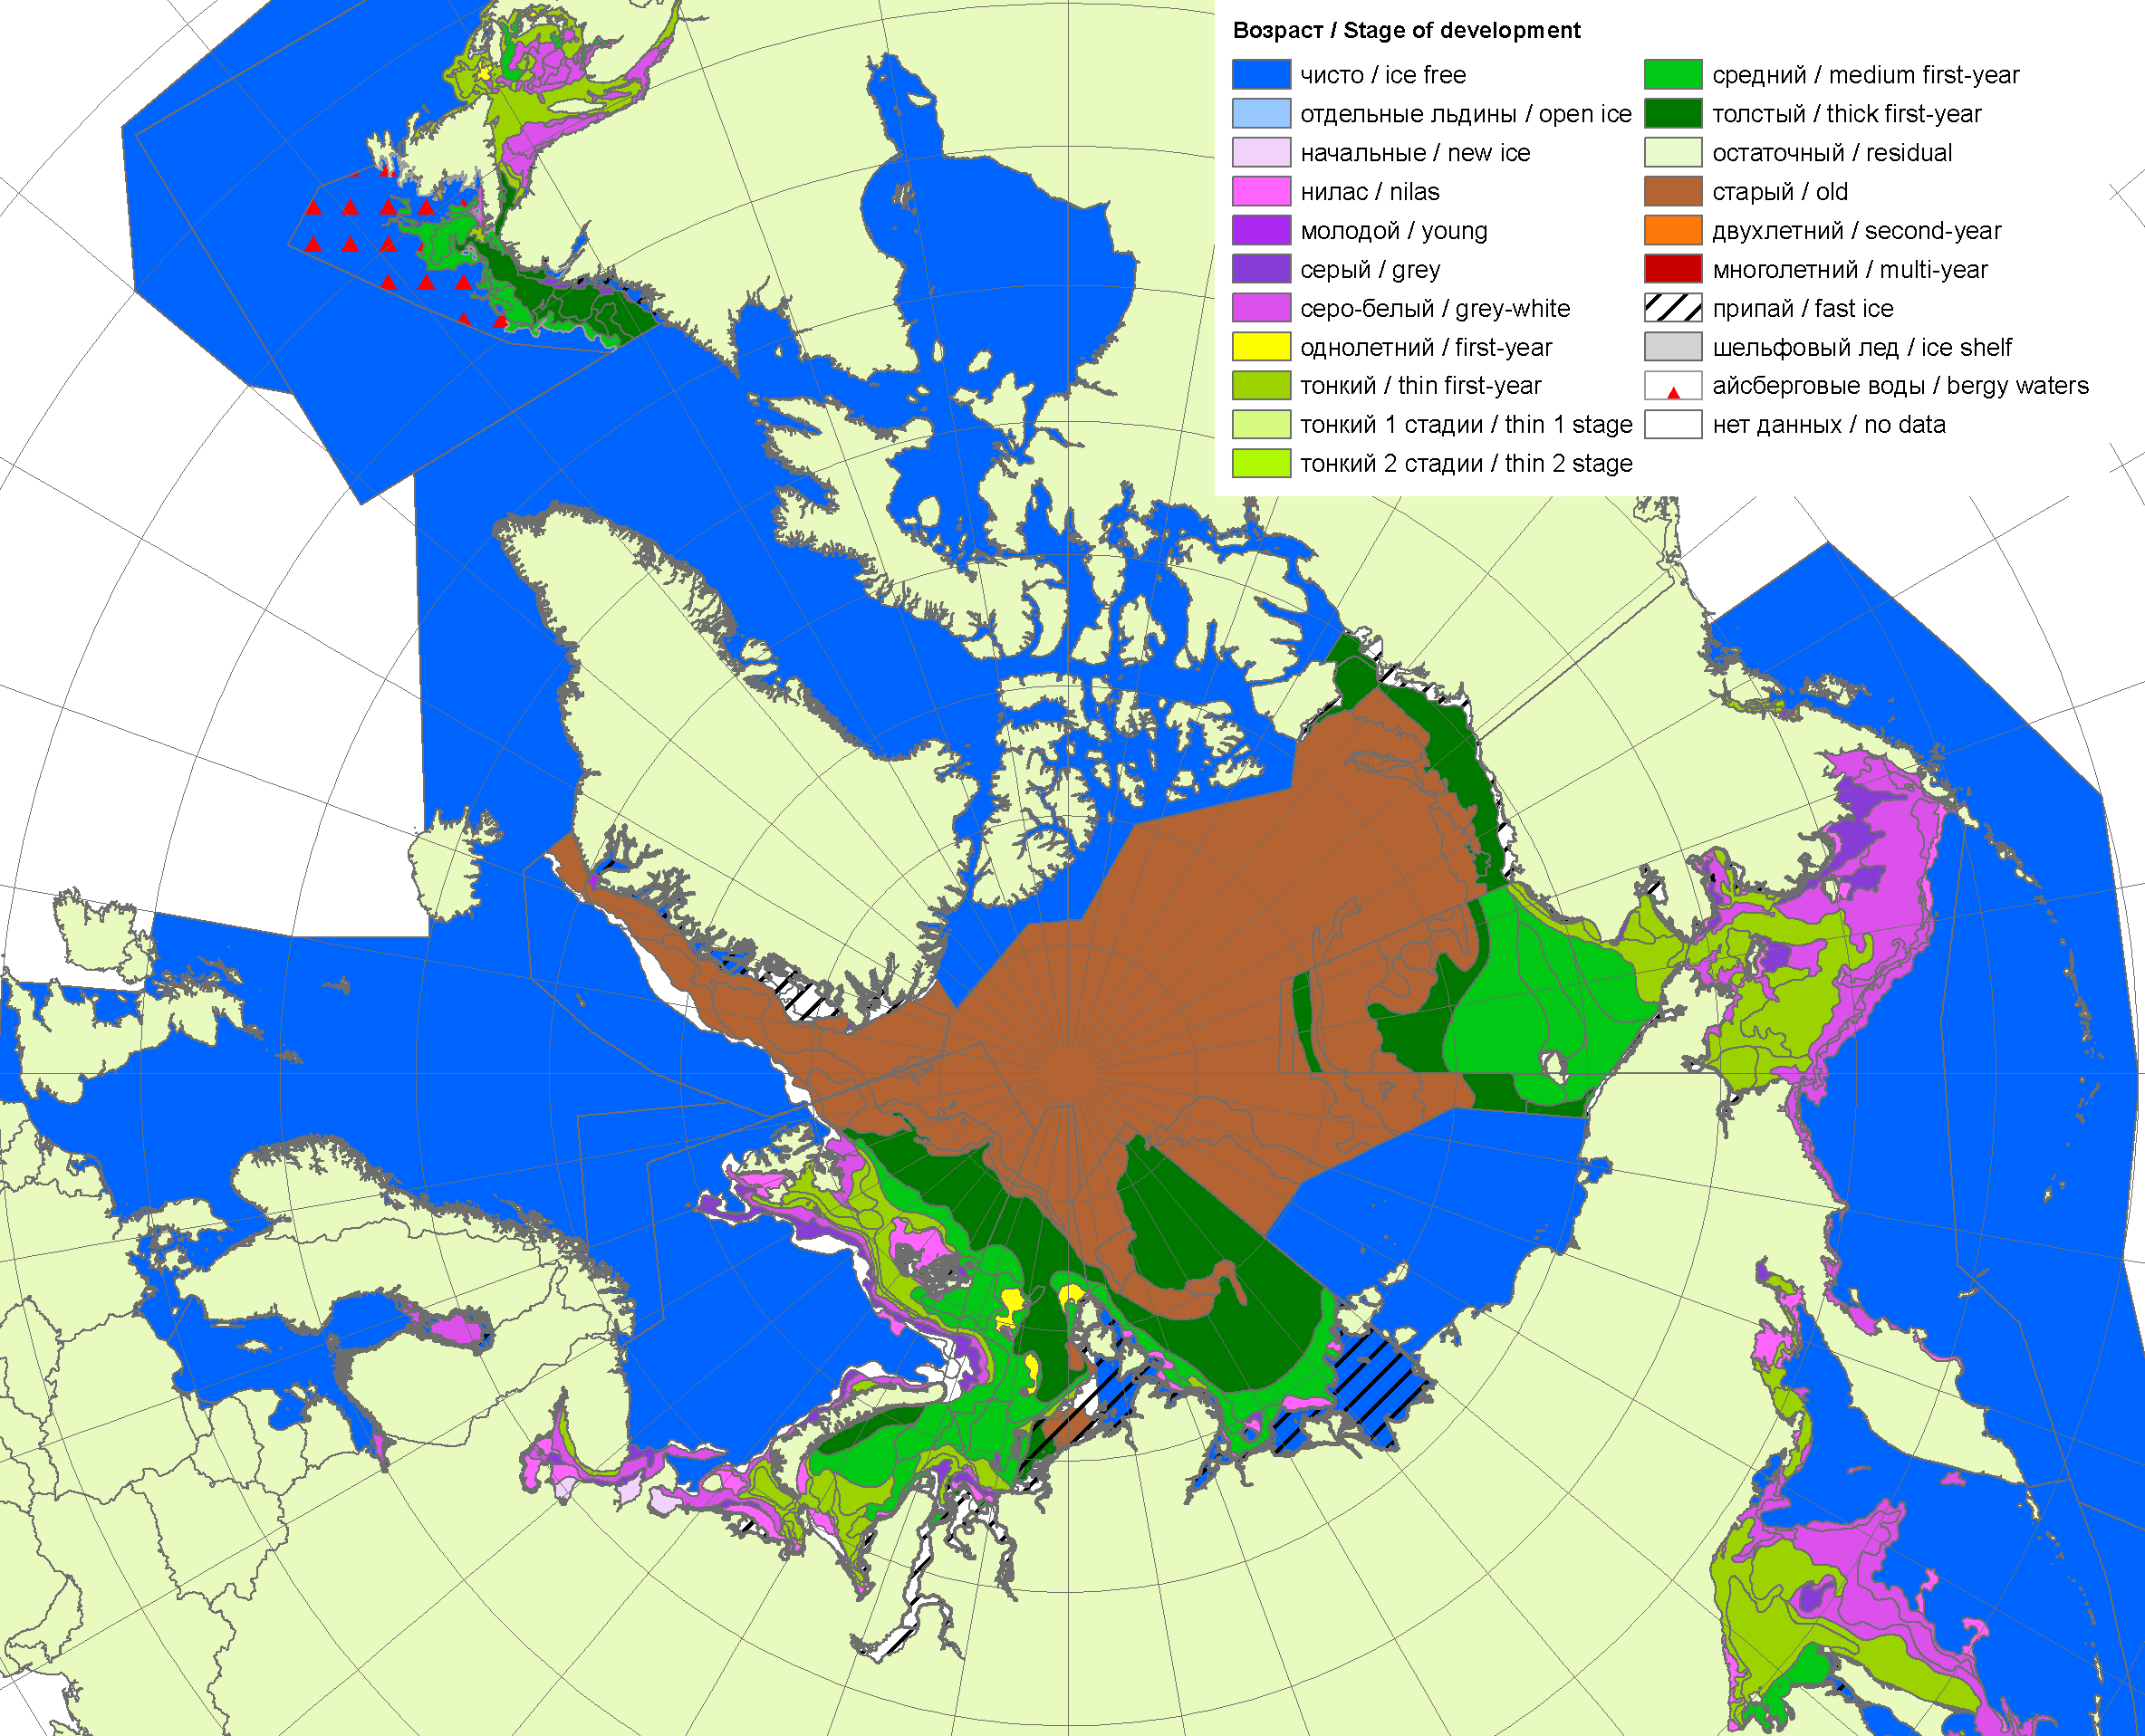 Возраст / Stage of development
чисто / ice free
отдельные льдины / open ice
начальные / new ice
нилас / nilas
молодой / young
серый / grey
серо-белый / grey-white
однолетний / first-year
тонкий / thin first-year
тонкий 1 стадии / thin 1 stage
тонкий 2 стадии / thin 2 stage
средний / medium first-year
толстый / thick first-year
остаточный / residual
старый / old
двухлетний / second-year
многолетний / multi-year
припай / fast ice
шельфовый лед / ice shelf
айсберговые воды / bergy waters
нет данных / no data